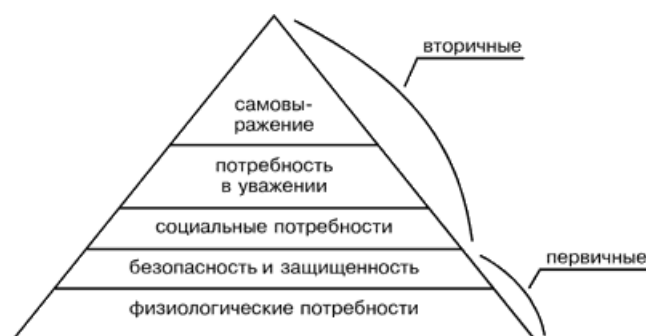 вторичные
самовы-
ражение
потребность
в уважении
социальные потребности
первичные
безопасность и защищенность
физиологические потребности